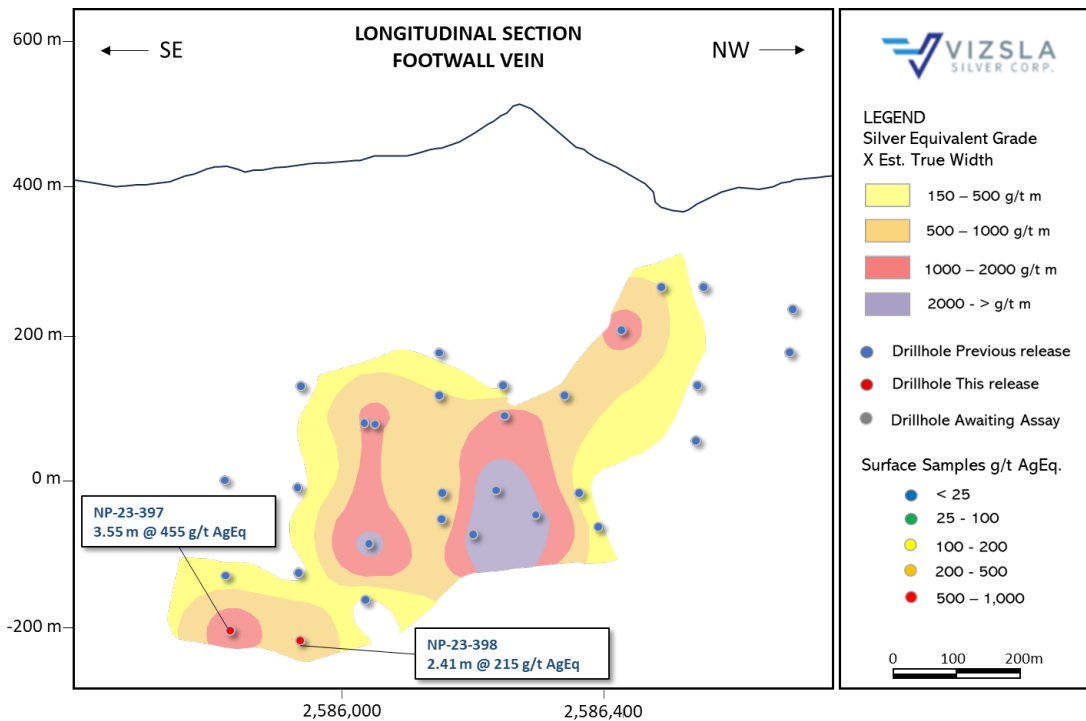 600 m
SE
LONGITUDINAL SECTION
FOOTWALL VEIN
NW
400 m
200 m
0 m
-200 m
NP-23-397
3.55 m @ 455 g/t AgEq
NP-23-398
2.41 m @ 215 g/t AgEq
2,586,000
2,586,400
VIZSLA
SILVER CORP.
LEGEND
Silver Equivalent Grade
X Est. True Width
150 – 500 g/t m
500 – 1000 g/t m
1000 – 2000 g/t m
2000 - > g/t m
Drillhole Previous release
Drillhole This release
Drillhole Awaiting Assay
Surface Samples g/t AgEq.
< 25
25 - 100
100 - 200
200 - 500
500 – 1,000
0 100 200m